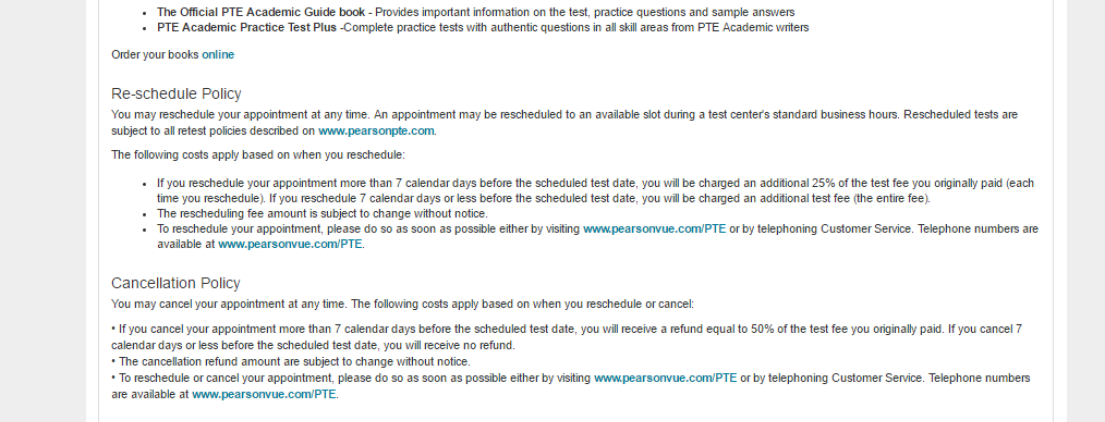 • The Official PTE Academic Guide book - Provides important information on the test, practice questions and sample answers
• PTE Academic Practice Test Plus -Complete practice tests with authentic questions in all skill areas from PTE Academic writers
Order your books online
Re-schedule Policy
You may reschedule your appointment at any time. An appointment may be rescheduled to an available slot during a test center's standard business hours. Rescheduled tests are
subject to all retest policies described on www.pearsonpte.com.
The following costs apply based on when you reschedule:
• If you reschedule your appointment more than 7 calendar days before the scheduled test date, you will be charged an additional 25% of the test fee you originally paid (each
time you reschedule). If you reschedule 7 calendar days or less before the scheduled test date, you will be charged an additional test fee (the entire fee).
• The rescheduling fee amount is subject to change without notice.
• To reschedule your appointment, please do so as soon as possible either by visiting www.pearsonvue.com/PTE or by telephoning Customer Service. Telephone numbers are
available at www.pearsonvue.com/PTE.
Cancellation Policy
You may cancel your appointment at any time. The following costs apply based on when you reschedule or cancel:
• If you cancel your appointment more than 7 calendar days before the scheduled test date, you will receive a refund equal to 50% of the test fee you originally paid. If you cancel 7
calendar days or less before the scheduled test date, you will receive no refund.
• The cancellation refund amount are subject to change without notice.
• To reschedule or cancel your appointment, please do so as soon as possible either by visiting www.pearsonvue.com/PTE or by telephoning Customer Service. Telephone numbers
are available at www.pearsonvue.com/PTE.